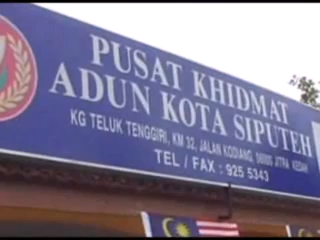 PUSAT KHIDMAT
ADUN KOTA SIPUTEH
KG TELUK TENGGIRI, KM 32, JALAN KODIANG, 06000 JITRA KEDAH
TEL / FAX : 925 5343